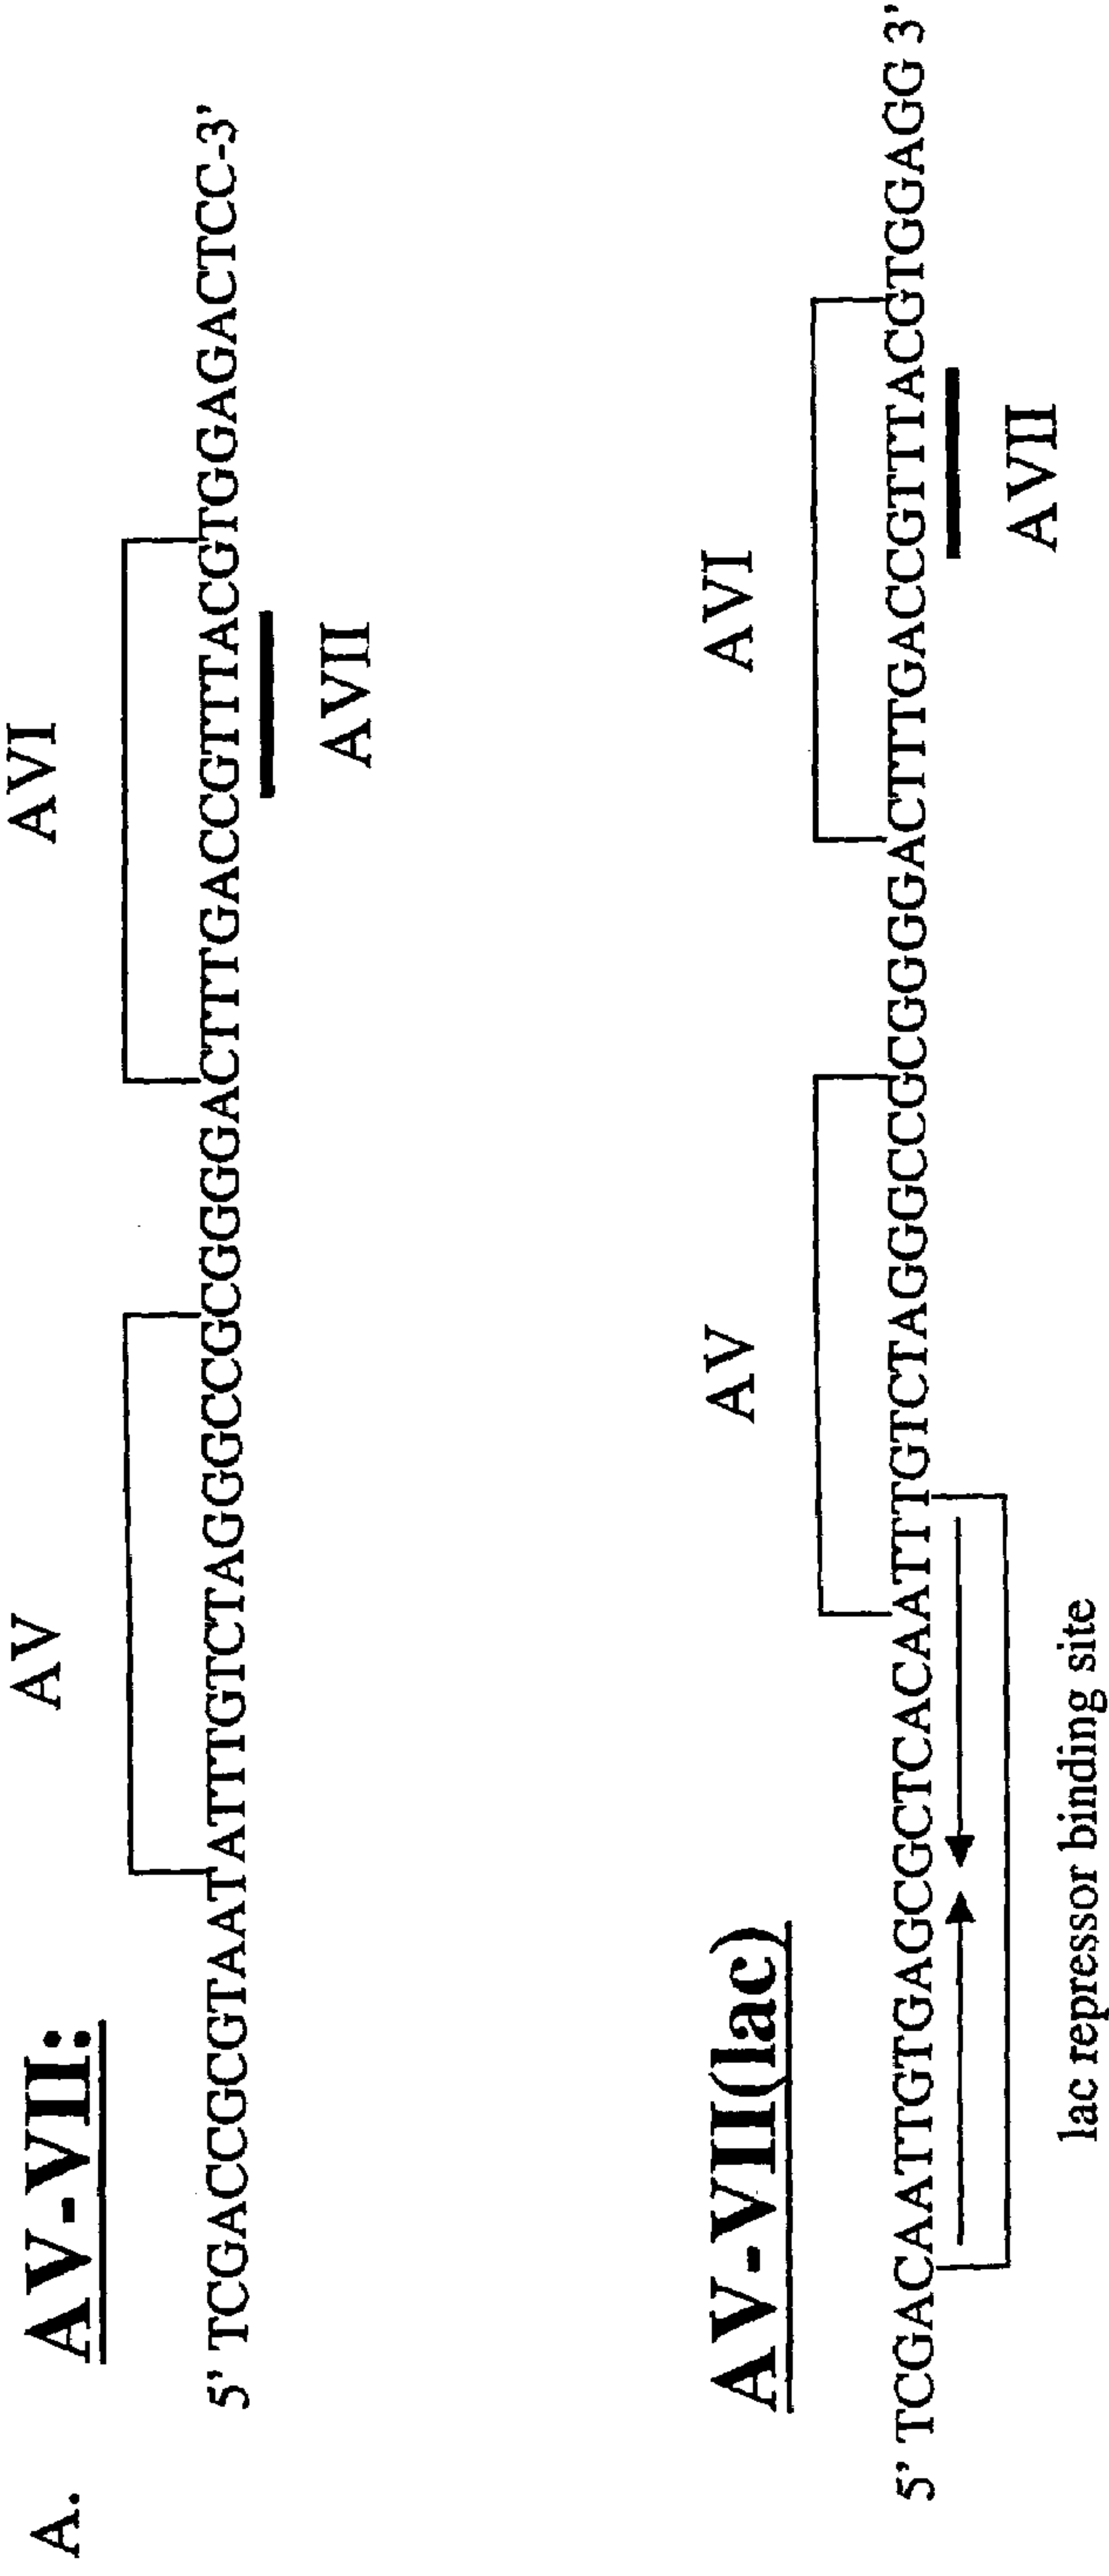 A. AV-VII:
AV AVI
5' TCGACCGCGTAATATTTGTCTAGGGCCGCGGGGACTTTGACCGTTTACGTGGAGACTCC-3'
AVII
AV-VII(lac)
AV AVI
5' TCGACAATTGTGAGCGCTCACAATTTGTCTAGGGCCGCGGGGACTTTGACCGTTTACGTGGAGG 3'
AVII
lac repressor binding site